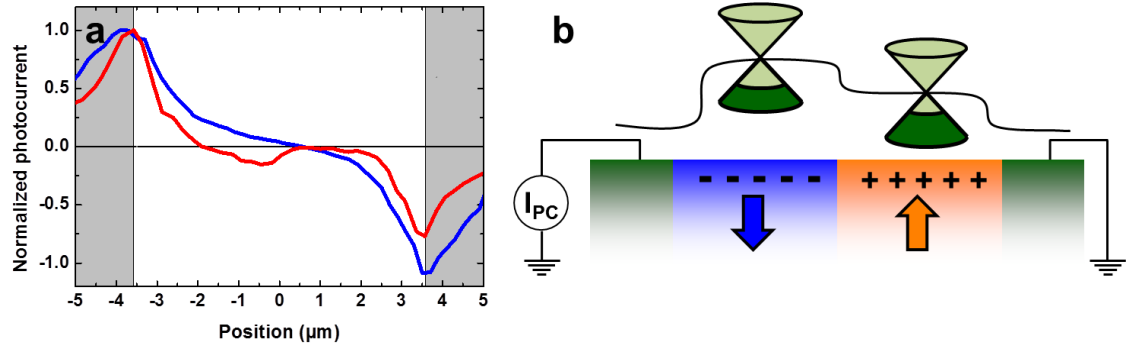 a
Normalized photocurrent
1.0
0.5
0.0
-0.5
-1.0
-5 -4 -3 -2 -1 0 1 2 3 4 5
Position (µm)
b
- - - - -
+ + + + +
IPC